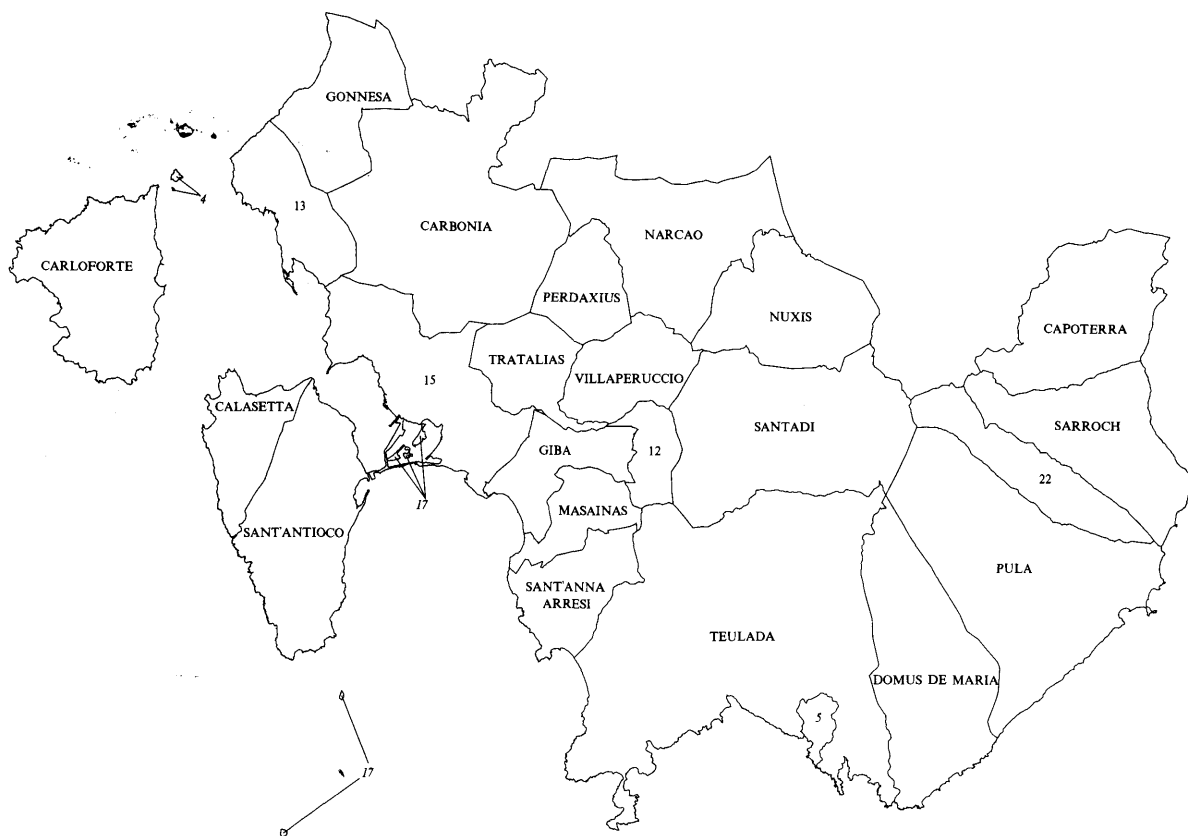 GONNESA
4
13
CARBONIA
NARCAO
CARLOFORTE
PERDAXIUS
NUXIS
CAPOTERRA
TRATALIAS
VILLAPERUCCIO
15
CALASETTA
SANTADI
SARROCH
GIBA
12
22
17
MASAINAS
SANT'ANTIOCO
PULA
SANT'ANNA
ARRESI
TEULADA
DOMUS DE MARIA
5
17